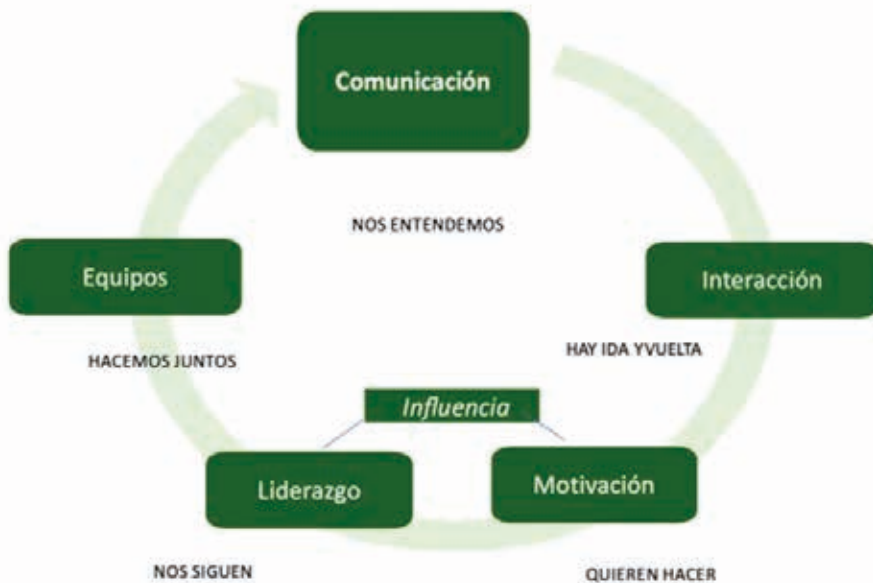 Comunicación
NOS ENTENDEMOS
Equipos
Interacción
HACEMOS JUNTOS
HAY IDA YVUELTA
Influencia
Liderazgo
Motivación
NOS SIGUEN
QUIEREN HACER